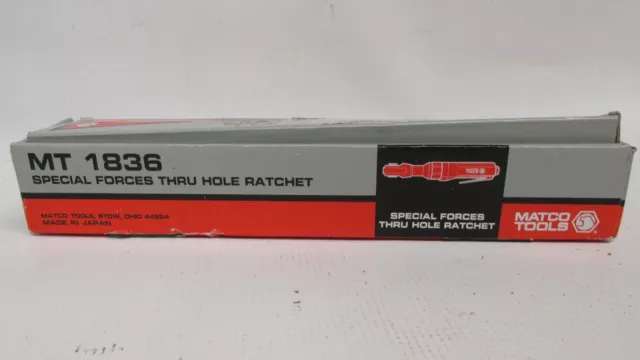 MT 1836
SPECIAL FORCES THRU HOLE RATCHET
MATCO TOOLS, STOW, OHIO 44224
MADE IN JAPAN
SPECIAL FORCES
THRU HOLE RATCHET
MATCO
TOOLS